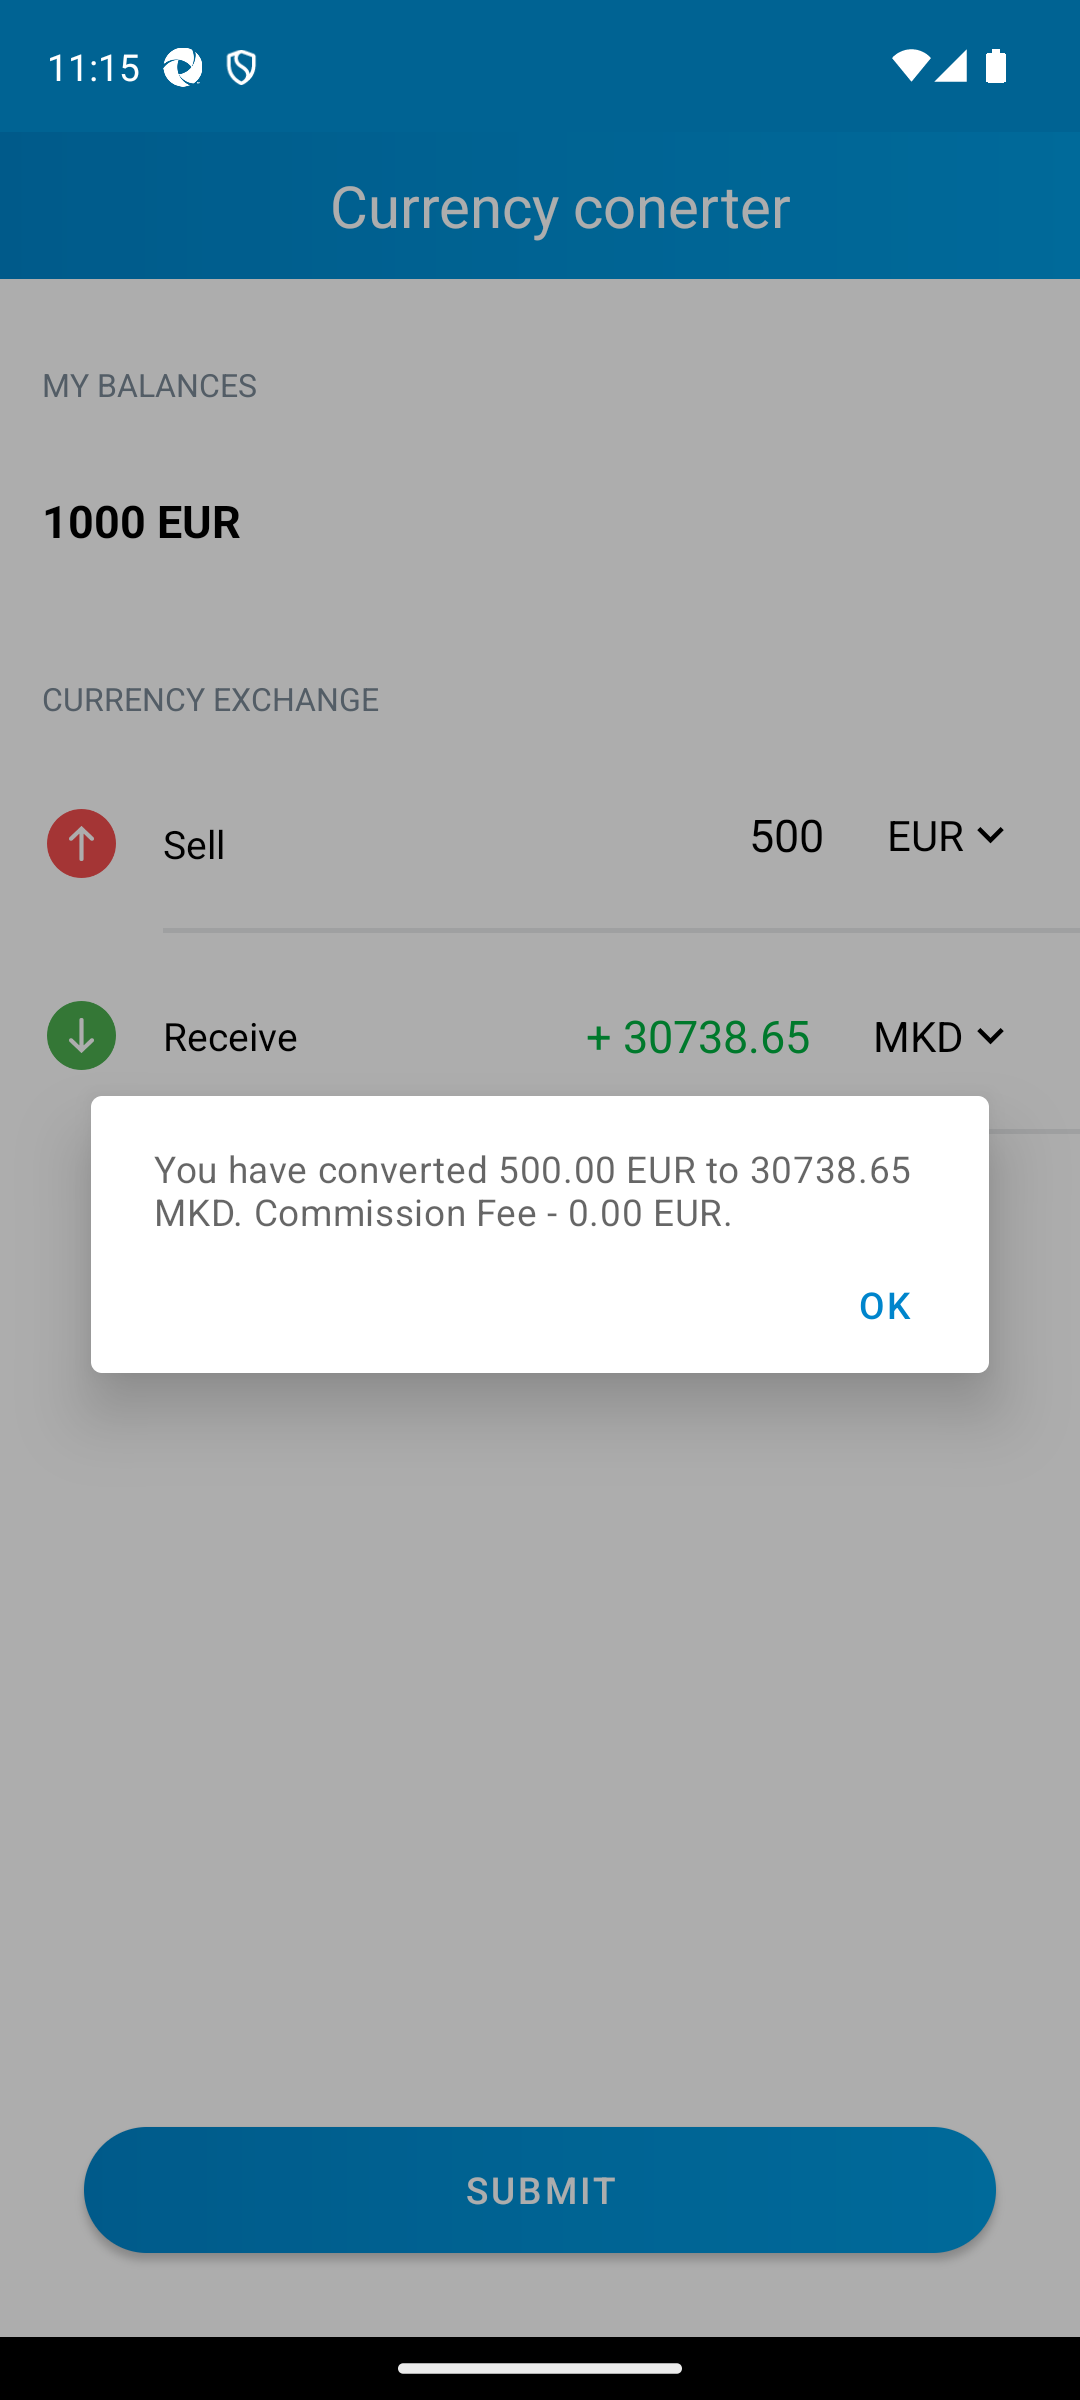 11:15
Currency conerter
MY BALANCES
1000 EUR
CURRENCY EXCHANGE
Sell 500 EUR
Receive + 30738.65 MKD
You have converted 500.00 EUR to 30738.65
MKD. Commission Fee - 0.00 EUR.
OK
SUBMIT